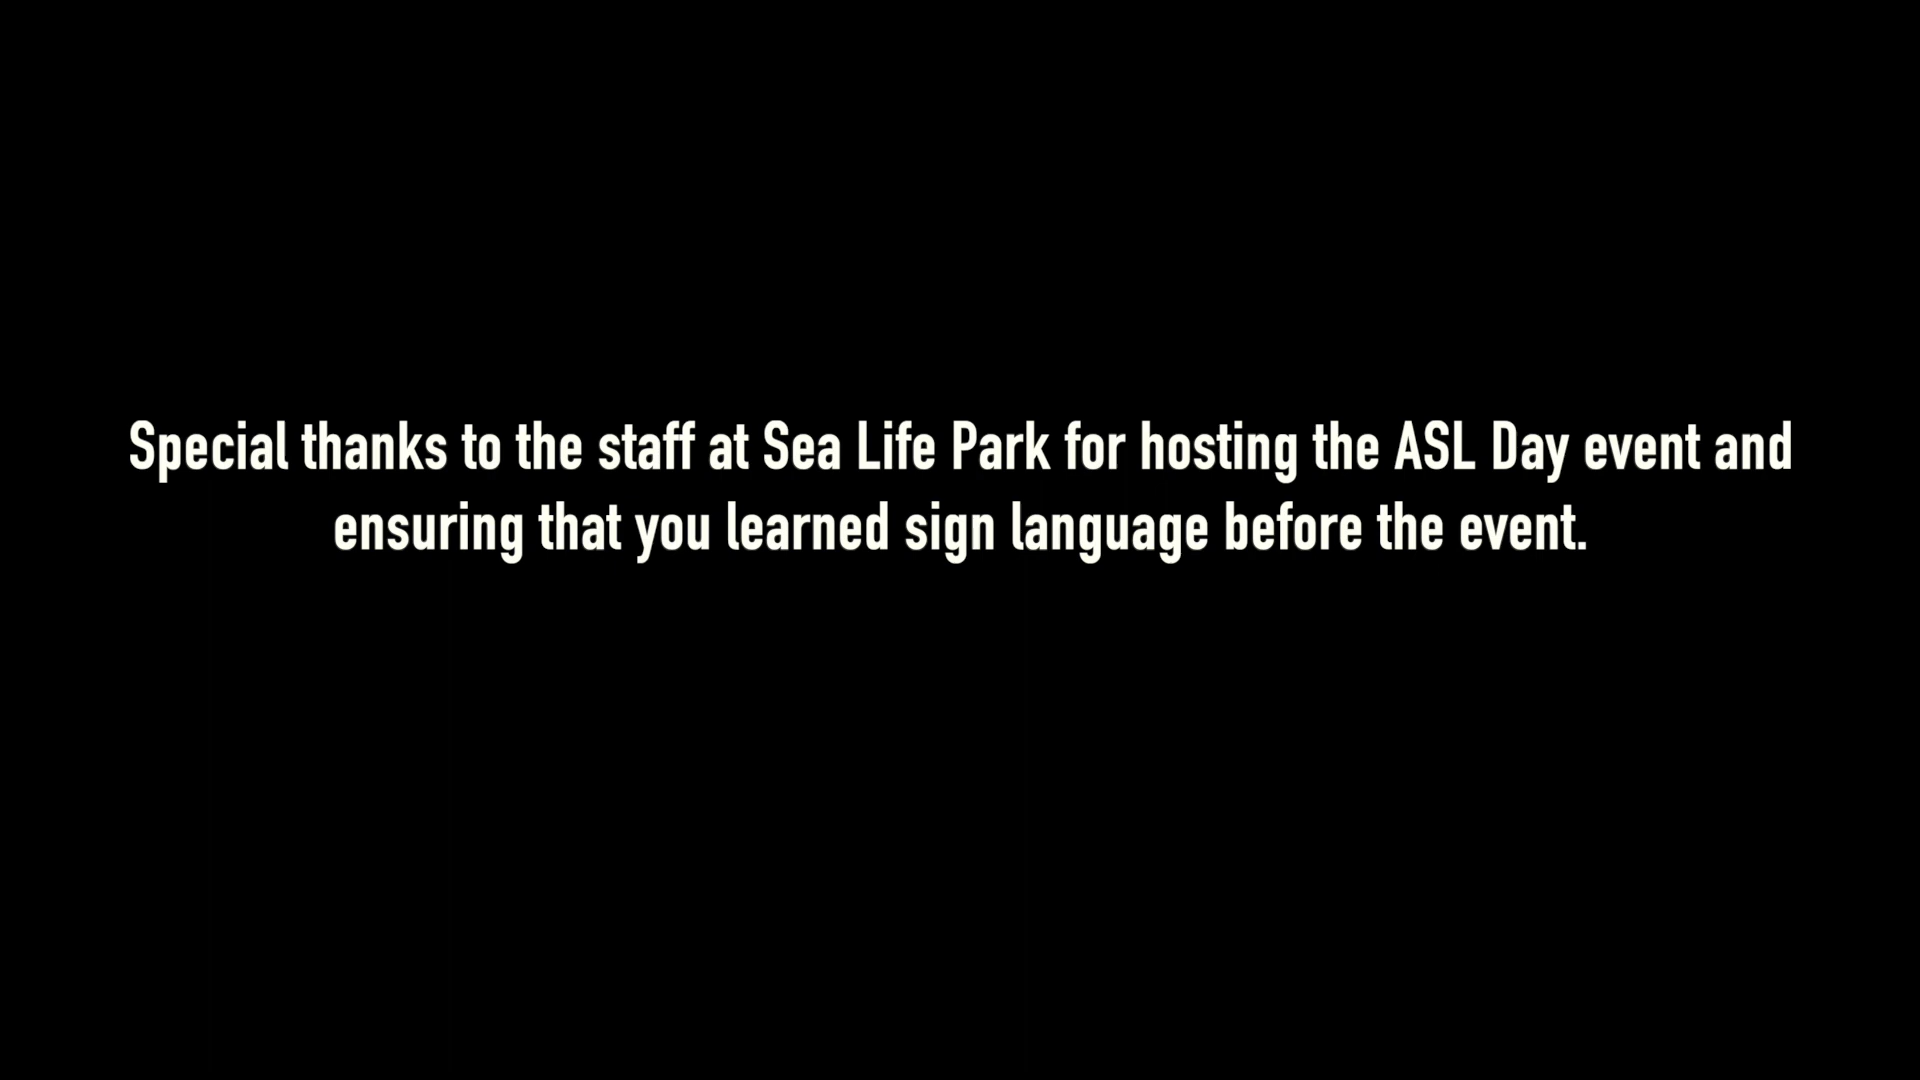 Special thanks to the staff at Sea Life Park for hosting the ASL Day event and
ensuring that you learned sign language before the event.